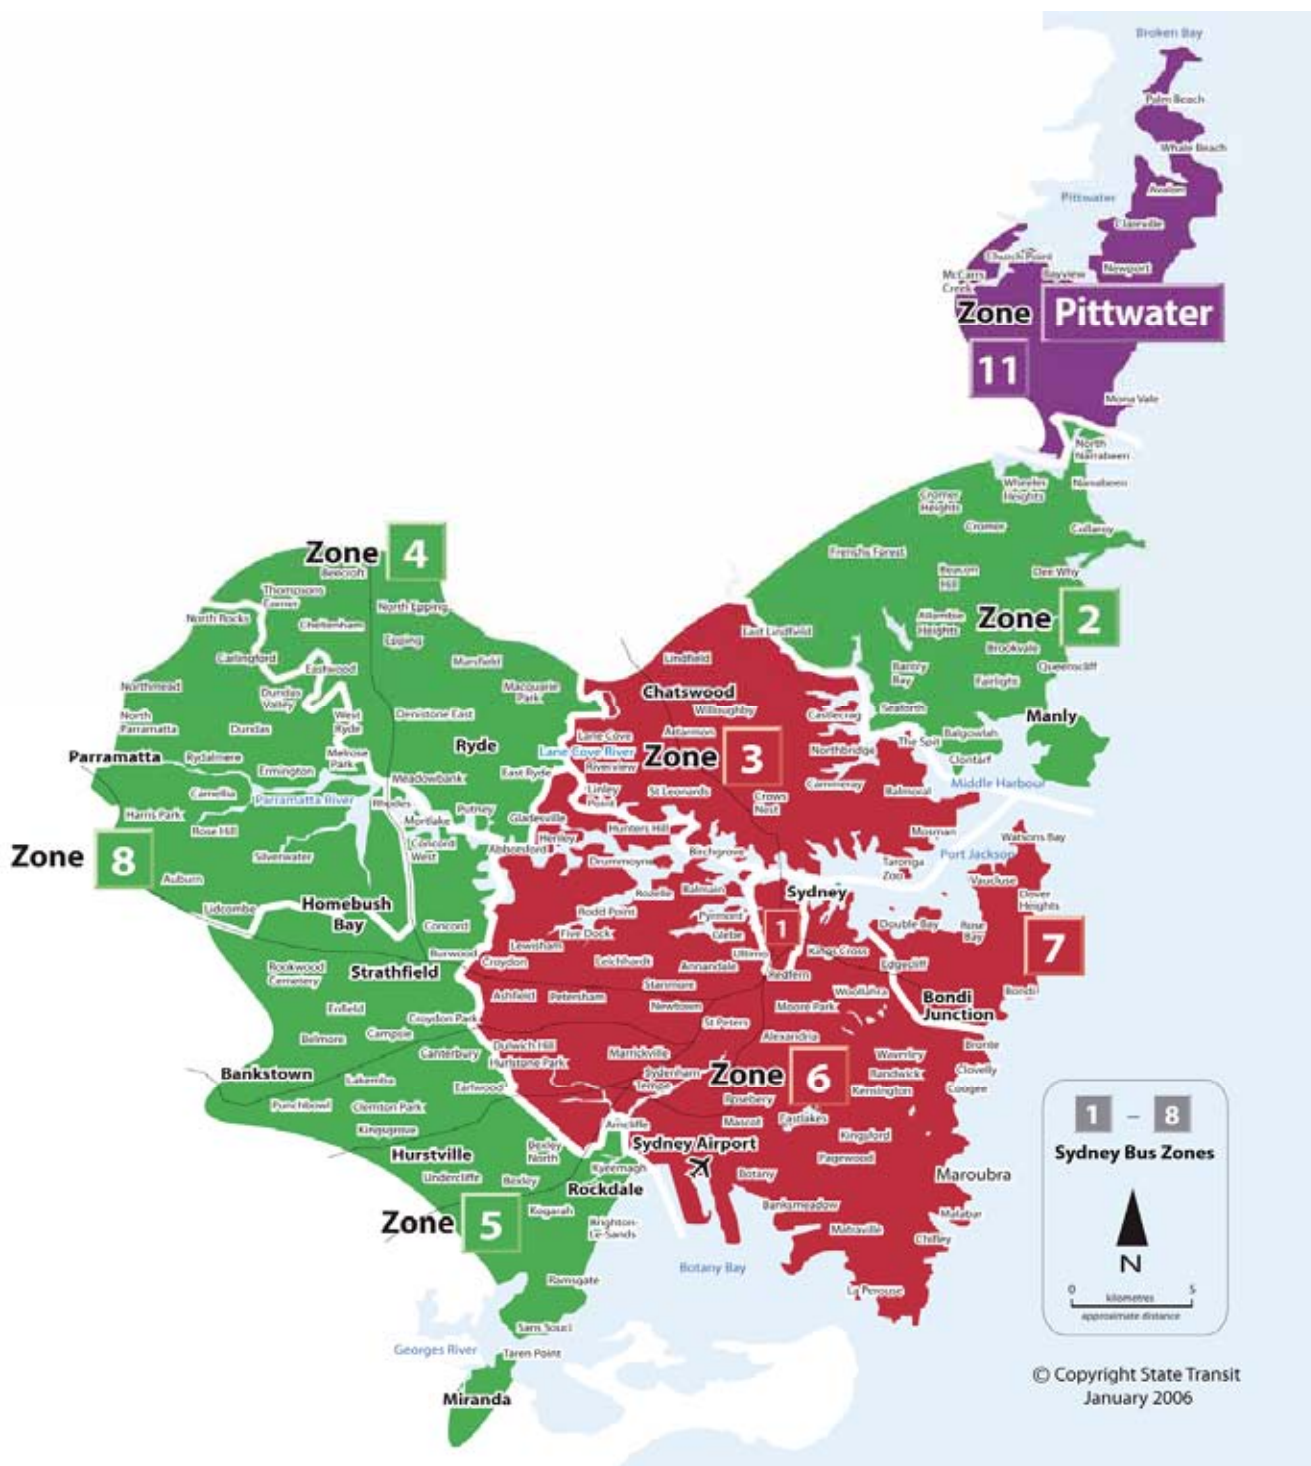 Broken Bay
Palm Beach
Whale Beach
Avalon
Pittwater
Clareville
Church Point
McCarrs
Creek
Bayview
Newport
Zone
Pittwater
11
Mona Vale
North
Narrabeen
Wheeler
Heights
Narrabeen
Cromer
Heights
Cromer
Collaroy
Frenchs Forest
Beacon
Hill
Dee Why
Allambie
Heights
Zone
2
Brookvale
Queenscliff
Bantry
Bay
Fairlight
Seaforth
Manly
Balgowlah
The Spit
Clontarf
Middle Harbour
Zone
4
Beecroft
Thompsons
Corner
North Epping
North Rocks
Cheltenham
Epping
Carlingford
Eastwood
Marsfield
Macquarie
Park
Northmead
Dundas
Valley
North
Parramatta
Dundas
West
Ryde
Denistone East
Ryde
Parramatta
Rydalmere
Melrose
Park
Ermington
Meadowbank
East Ryde
Camellia
Parramatta River
Rhodes
Putney
Harris Park
Mortlake
Gladesville
Rose Hill
Concord
West
Henley
Abbotsford
Silverwater
Zone
8
Auburn
Lidcombe
Homebush
Bay
Concord
Burwood
Strathfield
Rookwood
Cemetery
Enfield
Croydon Park
Belmore
Campsie
Canterbury
Bankstown
Lakemba
Earlwood
Punchbowl
Clemton Park
Kingsgrove
Hurstville
Bexley
North
Undercliffe
Bexley
Arncliffe
Kyeemagh
Rockdale
Kogarah
Zone
5
Brighton-
Le-Sands
Ramsgate
Sans Souci
Georges River
Taren Point
Miranda
East Lindfield
Lindfield
Chatswood
Willoughby
Castlecrag
Lane Cove
Artarmon
Lane Cove River
Zone
3
Northbridge
Riverview
Linley
Point
St Leonards
Cammeray
Crows
Nest
Balmoral
Hunters Hill
Mosman
Birchgrove
Drummoyne
Taronga
Zoo
Port Jackson
Watsons Bay
Vaucluse
Dover
Heights
Rozelle
Balmain
Sydney
Rodd Point
Pyrmont
1
Double Bay
Rose
Bay
Five Dock
Glebe
7
Lewisham
Ultimo
Kings Cross
Croydon
Leichhardt
Annandale
Redfern
Edgecliff
Stanmore
Ashfield
Petersham
Newtown
Moore Park
Woollahra
Bondi
Bondi
Junction
St Peters
Alexandria
Bronte
Dulwich Hill
Hurlstone Park
Marrickville
Waverley
Clovelly
Sydenham
Tempe
Zone
6
Randwick
Kensington
Coogee
Rosebery
Mascot
Eastlakes
Kingsford
Sydney Airport
Pagewood
Botany
Maroubra
Banksmeadow
Malabar
Matraville
Chifley
Botany Bay
La Perouse
1 – 8
Sydney Bus Zones
N
0 5
kilometres
approximate distance
© Copyright State Transit
January 2006